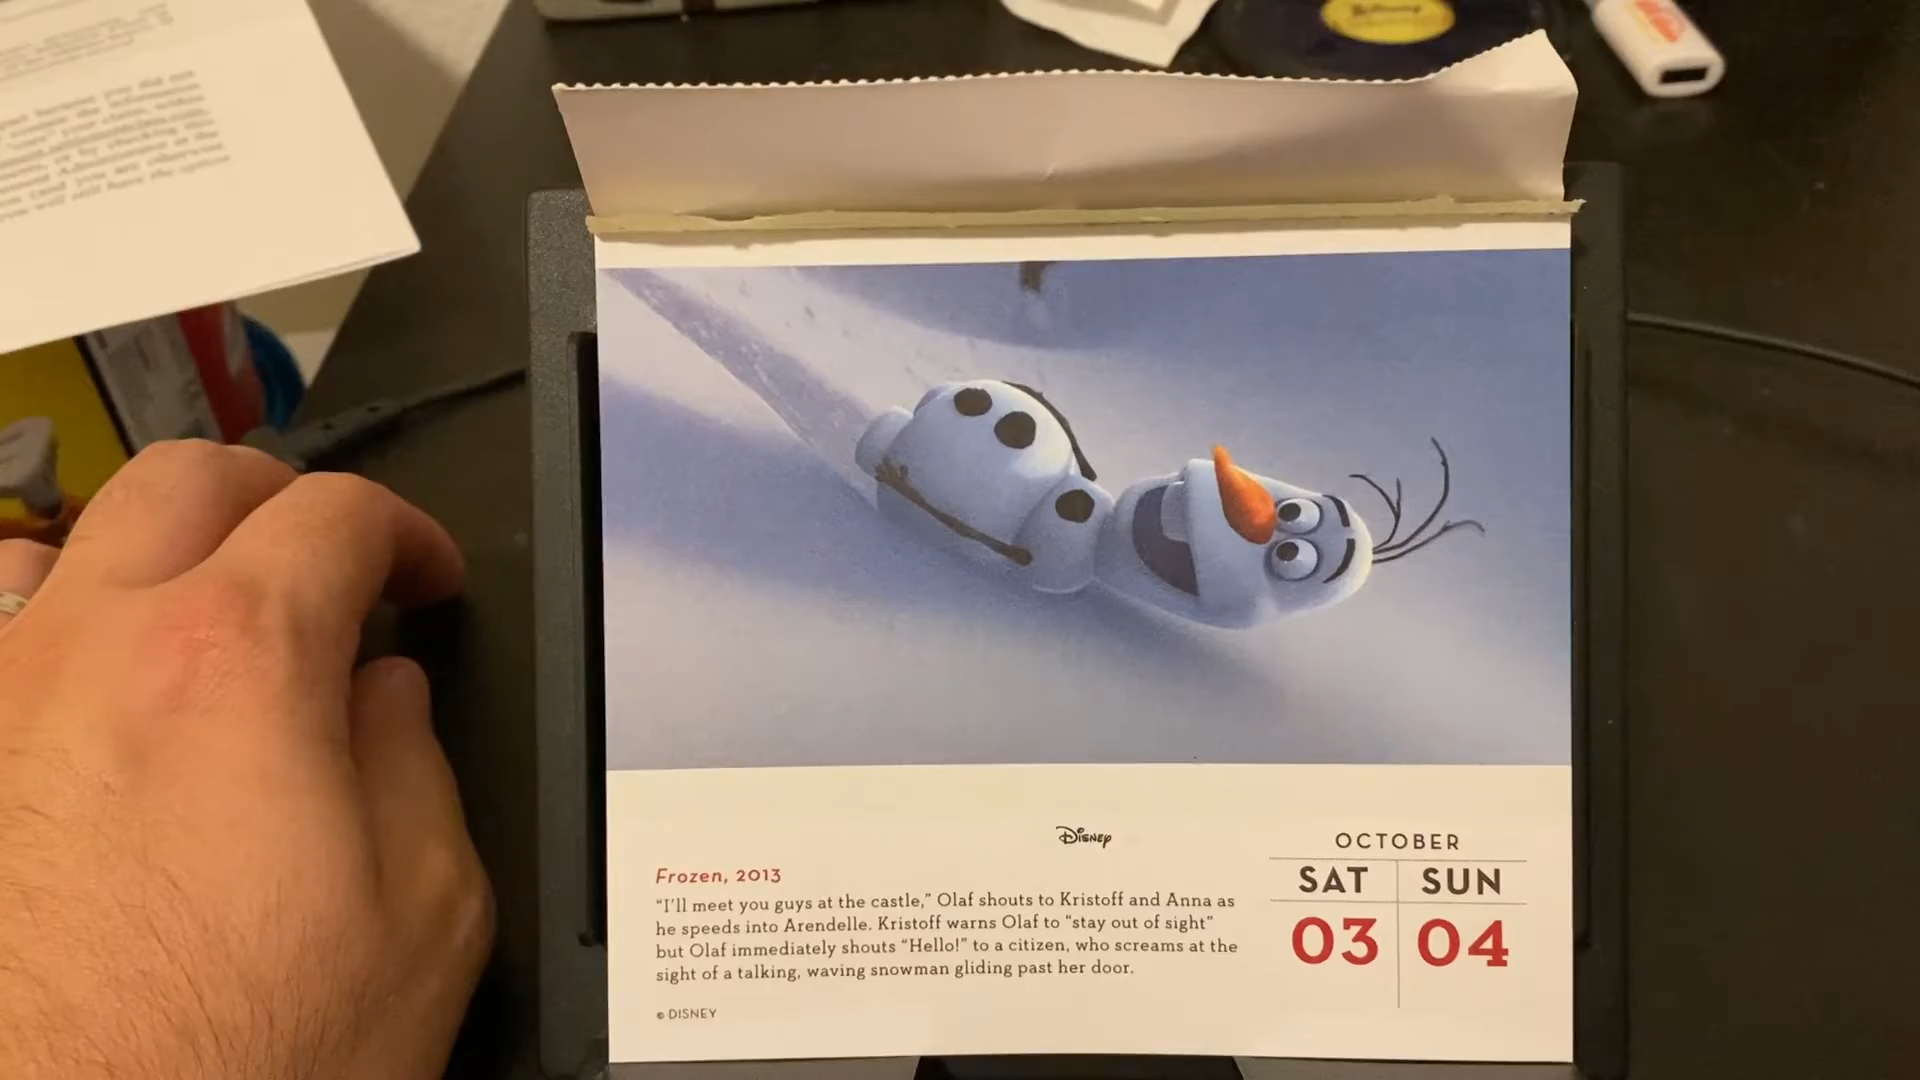 Disney
OCTOBER
SAT SUN
03 04
Frozen, 2013
“I’ll meet you guys at the castle,” Olaf shouts to Kristoff and Anna as
he speeds into Arendelle. Kristoff warns Olaf to “stay out of sight”
but Olaf immediately shouts “Hello!” to a citizen, who screams at the
sight of a talking, waving snowman gliding past her door.
© DISNEY